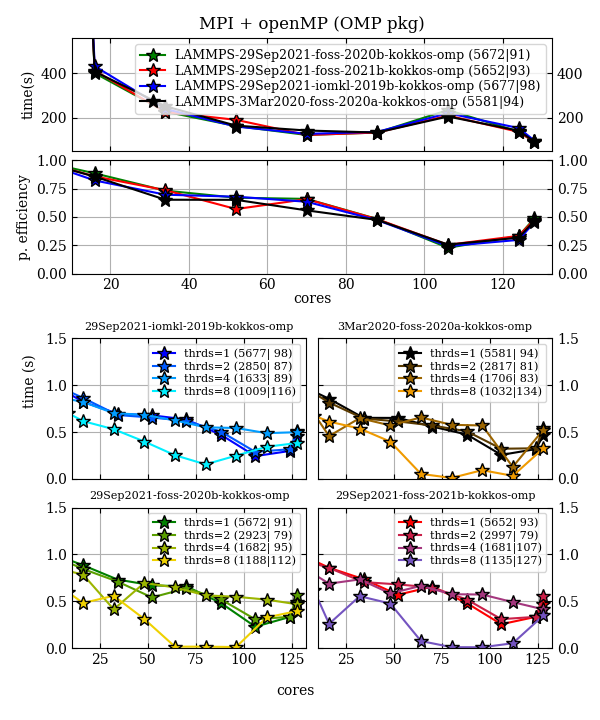 MPI + openMP (OMP pkg)
LAMMPS-29Sep2021-foss-2020b-kokkos-omp (5672|91)
LAMMPS-29Sep2021-foss-2021b-kokkos-omp (5652|93)
LAMMPS-29Sep2021-iomkl-2019b-kokkos-omp (5677|98)
LAMMPS-3Mar2020-foss-2020a-kokkos-omp (5581|94)
time(s)
400 400
200 200
p. efficiency
1.00 1.00
0.75 0.75
0.50 0.50
0.25 0.25
0.00 0.00
20 40 60 80 100 120
cores
29Sep2021-iomkl-2019b-kokkos-omp 3Mar2020-foss-2020a-kokkos-omp
time (s)
1.5 1.5
thrds=1 (5677| 98) thrds=1 (5581| 94)
thrds=2 (2850| 87) thrds=2 (2817| 81)
thrds=4 (1633| 89) thrds=4 (1706| 83)
thrds=8 (1009|116) thrds=8 (1032|134)
1.0 1.0
0.5 0.5
0.0 0.0
29Sep2021-foss-2020b-kokkos-omp 29Sep2021-foss-2021b-kokkos-omp
1.5 1.5
thrds=1 (5672| 91) thrds=1 (5652| 93)
thrds=2 (2923| 79) thrds=2 (2997| 79)
thrds=4 (1682| 95) thrds=4 (1681|107)
thrds=8 (1188|112) thrds=8 (1135|127)
1.0 1.0
0.5 0.5
0.0 0.0
25 50 75 100 125 25 50 75 100 125
cores